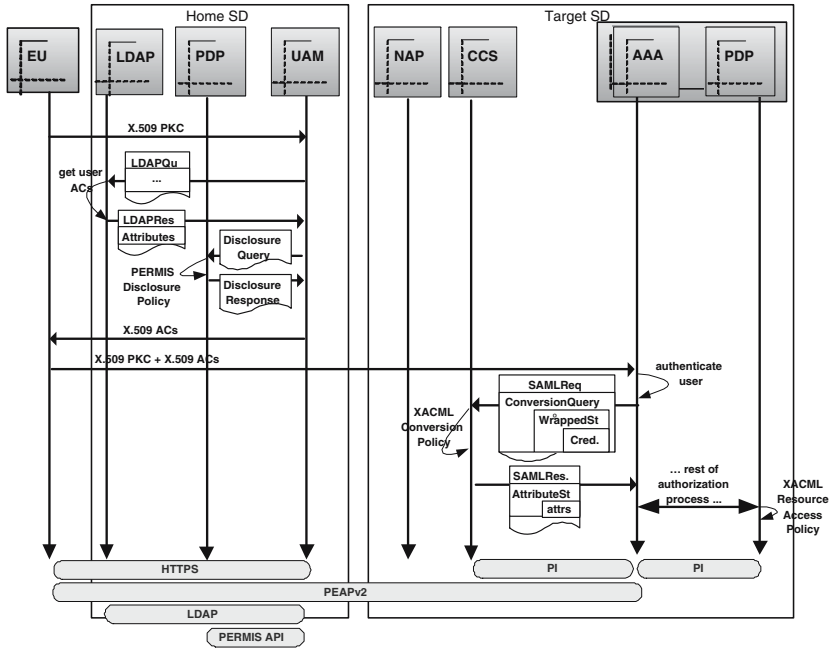 Home SD
Target SD
EU
LDAP
PDP
UAM
NAP
CCS
AAA
PDP
X.509 PKC
LDAPQu
...
get user
ACs
LDAPRes
Attributes
Disclosure
Query
PERMIS
Disclosure
Policy
Disclosure
Response
X.509 ACs
X.509 PKC + X.509 ACs
authenticate
user
SAMLReq
ConversionQuery
WrappedSt
Cred.
XACML
Conversion
Policy
SAMLRes.
AttributeSt
attrs
... rest of
authorization
process ...
XACML
Resource
Access
Policy
HTTPS
PI
PI
PEAPv2
LDAP
PERMIS API